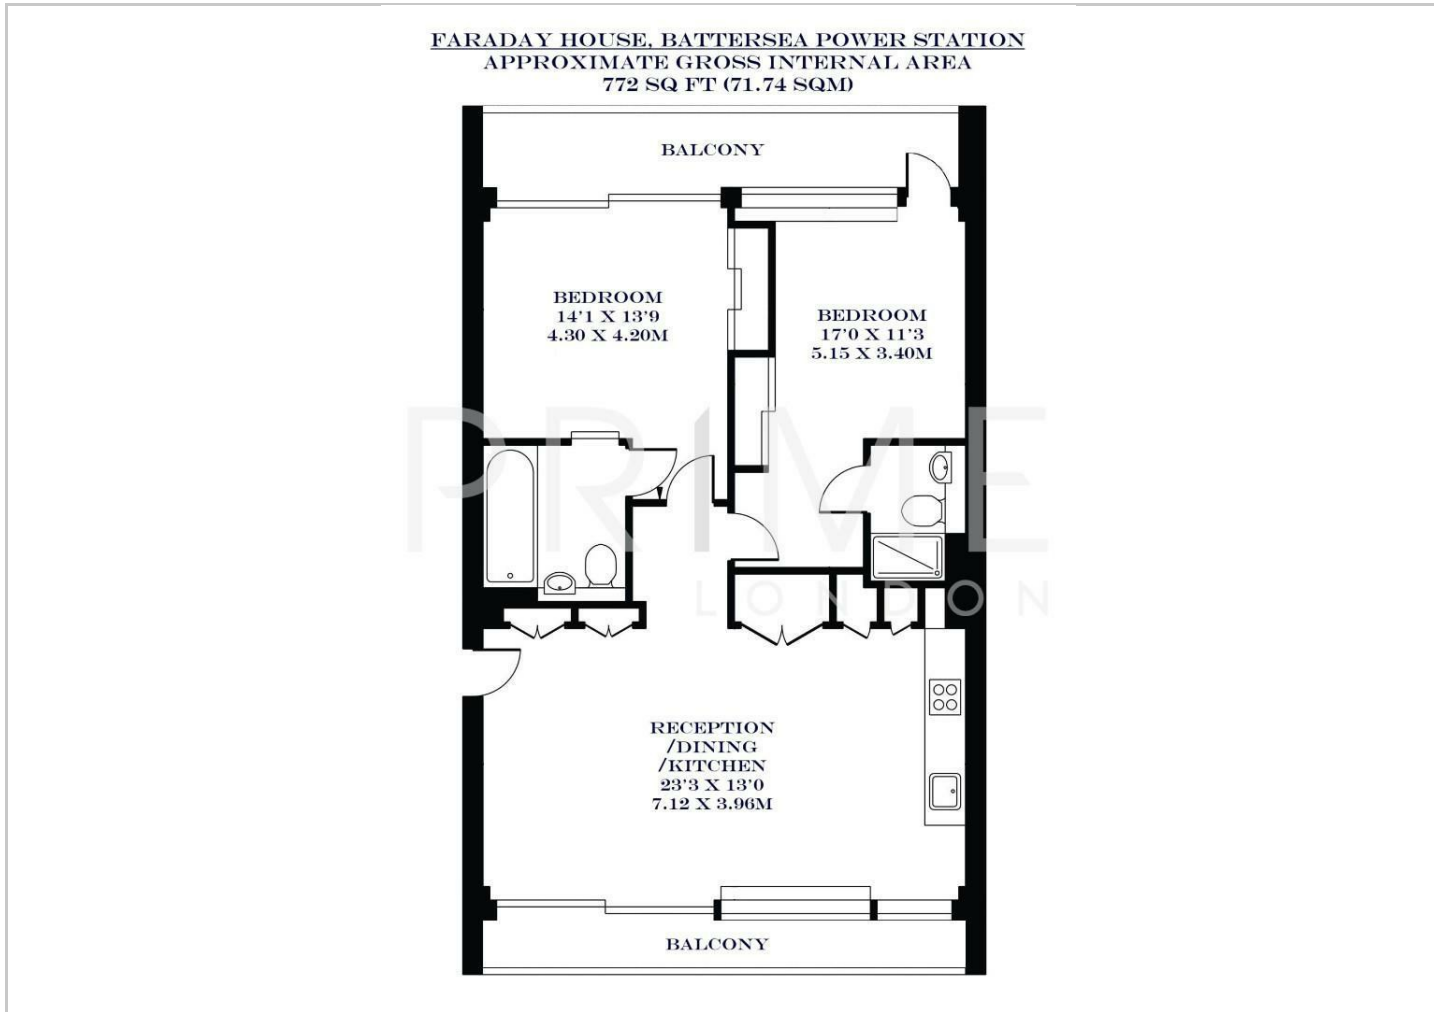 FARADAY HOUSE, BATTERSEA POWER STATION
APPROXIMATE GROSS INTERNAL AREA
772 SQ FT (71.74 SQM)
BALCONY
BEDROOM
14'1 X 13'9
4.30 X 4.20M
BEDROOM
17'0 X 11'3
5.15 X 3.40M
PRIME
LONDON
RECEPTION
/DINING
/KITCHEN
23'3 X 13'0
7.12 X 3.96M
BALCONY